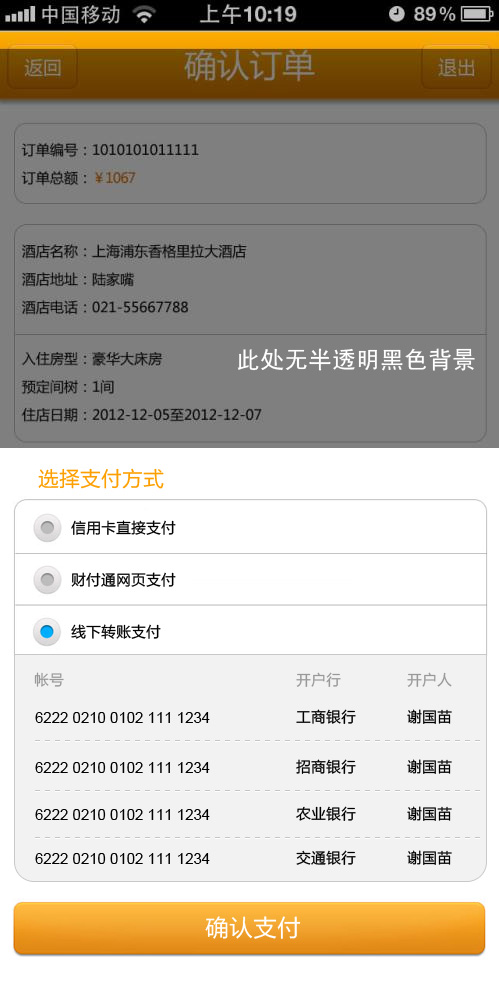 中国移动 上午10:19 89%
返回 确认订单 退出
订单编号：1010101011111
订单总额：￥1067
酒店名称：上海浦东香格里拉大酒店
酒店地址：陆家嘴
酒店电话：021-55667788
入住房型：豪华大床房
此处无半透明黑色背景
预定间树：1间
住店日期：2012-12-05至2012-12-07
选择支付方式
信用卡直接支付
财付通网页支付
线下转账支付
帐号 开户行 开户人
6222 0210 0102 111 1234 工商银行 谢国苗
6222 0210 0102 111 1234 招商银行 谢国苗
6222 0210 0102 111 1234 农业银行 谢国苗
6222 0210 0102 111 1234 交通银行 谢国苗
确认支付